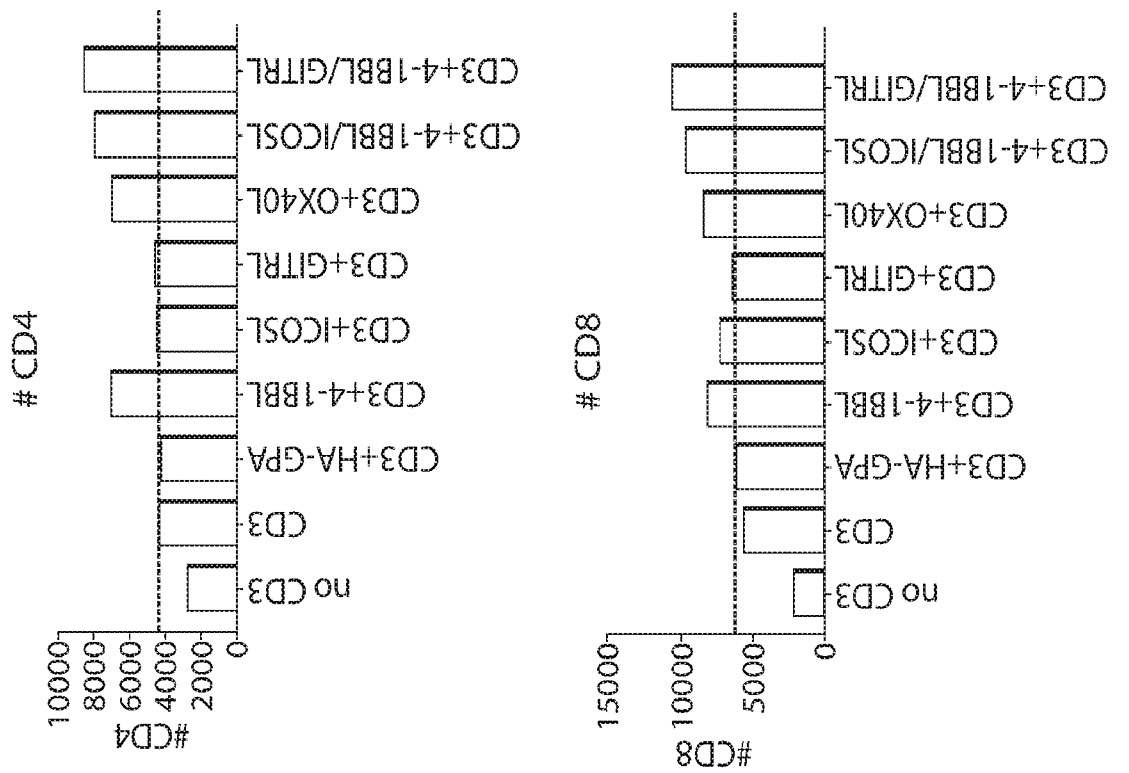 # CD4
#CD4
10000
8000
6000
4000
2000
0
no CD3
CD3
CD3+HA-GPA
CD3+4-1BBL
CD3+ICOSL
CD3+GITRL
CD3+OX40L
CD3+4-1BBL/ICOSL
CD3+4-1BBL/GITRL
# CD8
#CD8
15000
10000
5000
0
no CD3
CD3
CD3+HA-GPA
CD3+4-1BBL
CD3+ICOSL
CD3+GITRL
CD3+OX40L
CD3+4-1BBL/ICOSL
CD3+4-1BBL/GITRL